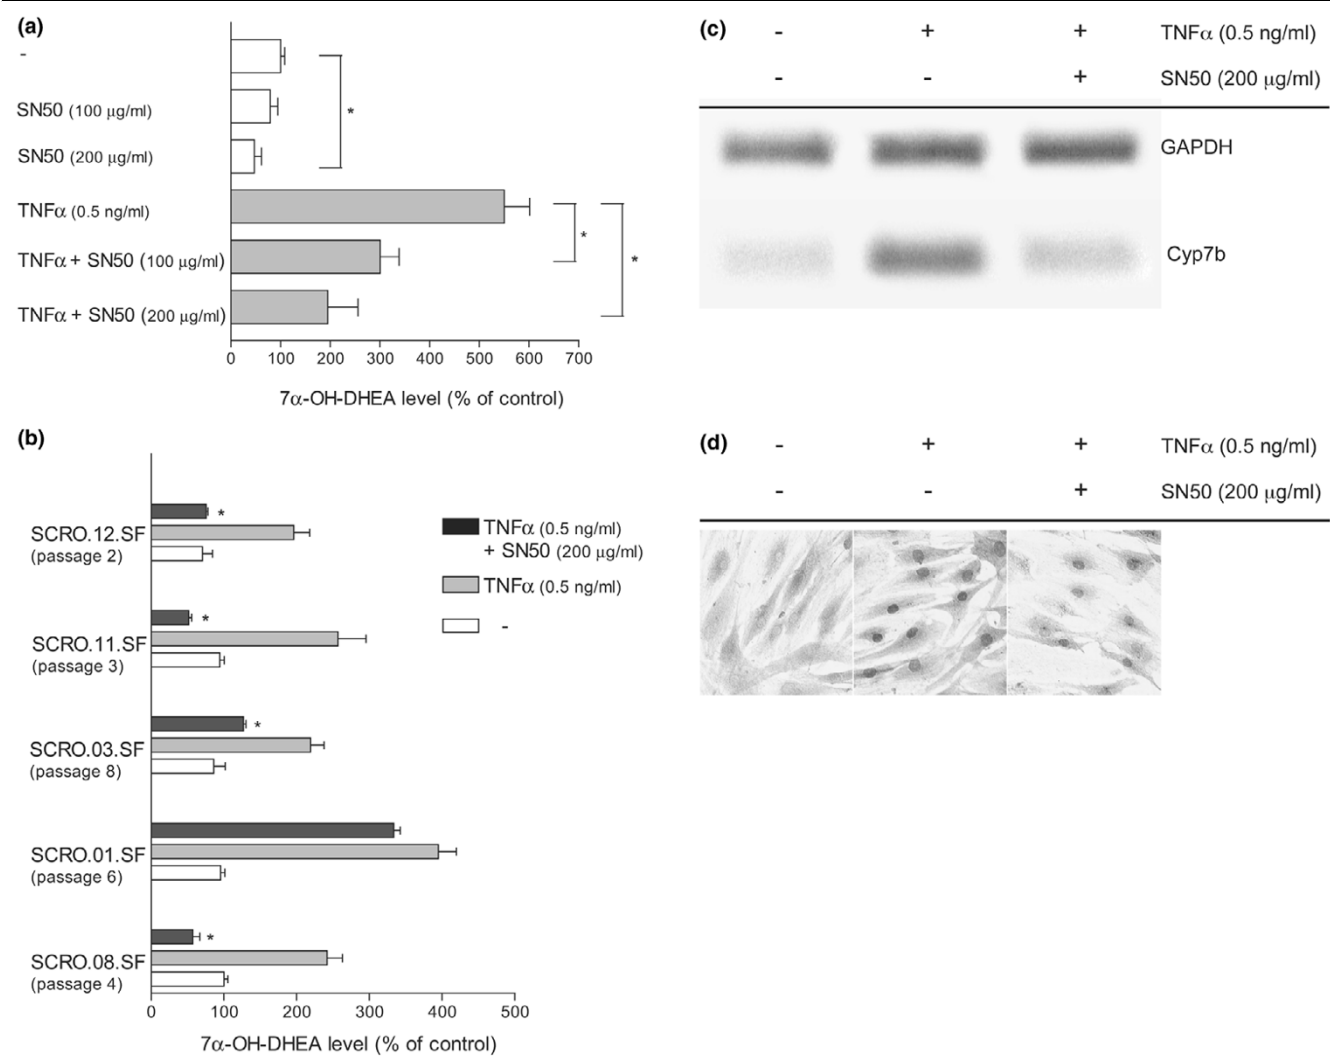 (a)
-
SN50 (100 µg/ml)
SN50 (200 µg/ml)
TNFα (0.5 ng/ml)
TNFα + SN50 (100 µg/ml)
TNFα + SN50 (200 µg/ml)
*
*
*
0 100 200 300 400 500 600 700
7α-OH-DHEA level (% of control)
(b)
SCRO.12.SF
(passage 2)
*
SCRO.11.SF
(passage 3)
*
SCRO.03.SF
(passage 8)
*
SCRO.01.SF
(passage 6)
SCRO.08.SF
(passage 4)
*
TNFα (0.5 ng/ml)
+ SN50 (200 µg/ml)
TNFα (0.5 ng/ml)
-
0 100 200 300 400 500
7α-OH-DHEA level (% of control)
(c) - + + TNFα (0.5 ng/ml)
- - + SN50 (200 µg/ml)
GAPDH
Cyp7b
(d) - + + TNFα (0.5 ng/ml)
- - + SN50 (200 µg/ml)